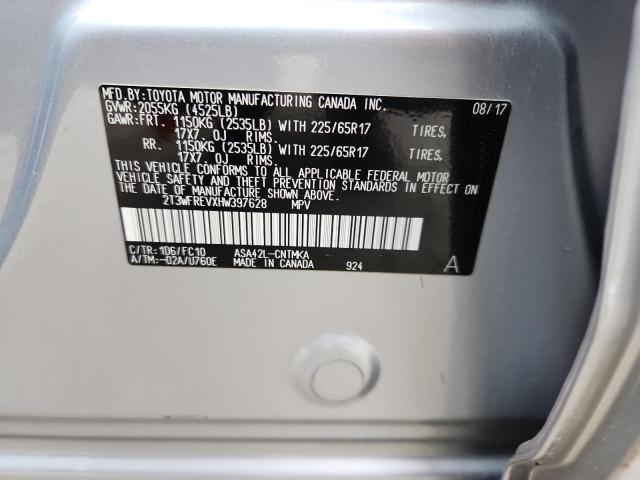 MFD.BY:TOYOTA MOTOR MANUFACTURING CANADA INC. 08/17
GVWR:2055KG (4525LB)
GAWR:FRT. 1150KG (2535LB) WITH 225/65R17 TIRES,
17X7.0J RIMS.
RR. 1150KG (2535LB) WITH 225/65R17 TIRES,
17X7.0J RIMS.
THIS VEHICLE CONFORMS TO ALL APPLICABLE FEDERAL MOTOR
VEHICLE SAFETY AND THEFT PREVENTION STANDARDS IN
EFFECT ON THE DATE OF MANUFACTURE SHOWN ABOVE.
2T3WFREVXHW397628 MPV
C/TR:1D6/FC10 ASA42L-CNTMKA
A/TM:-02A/U760E MADE IN CANADA 924 A